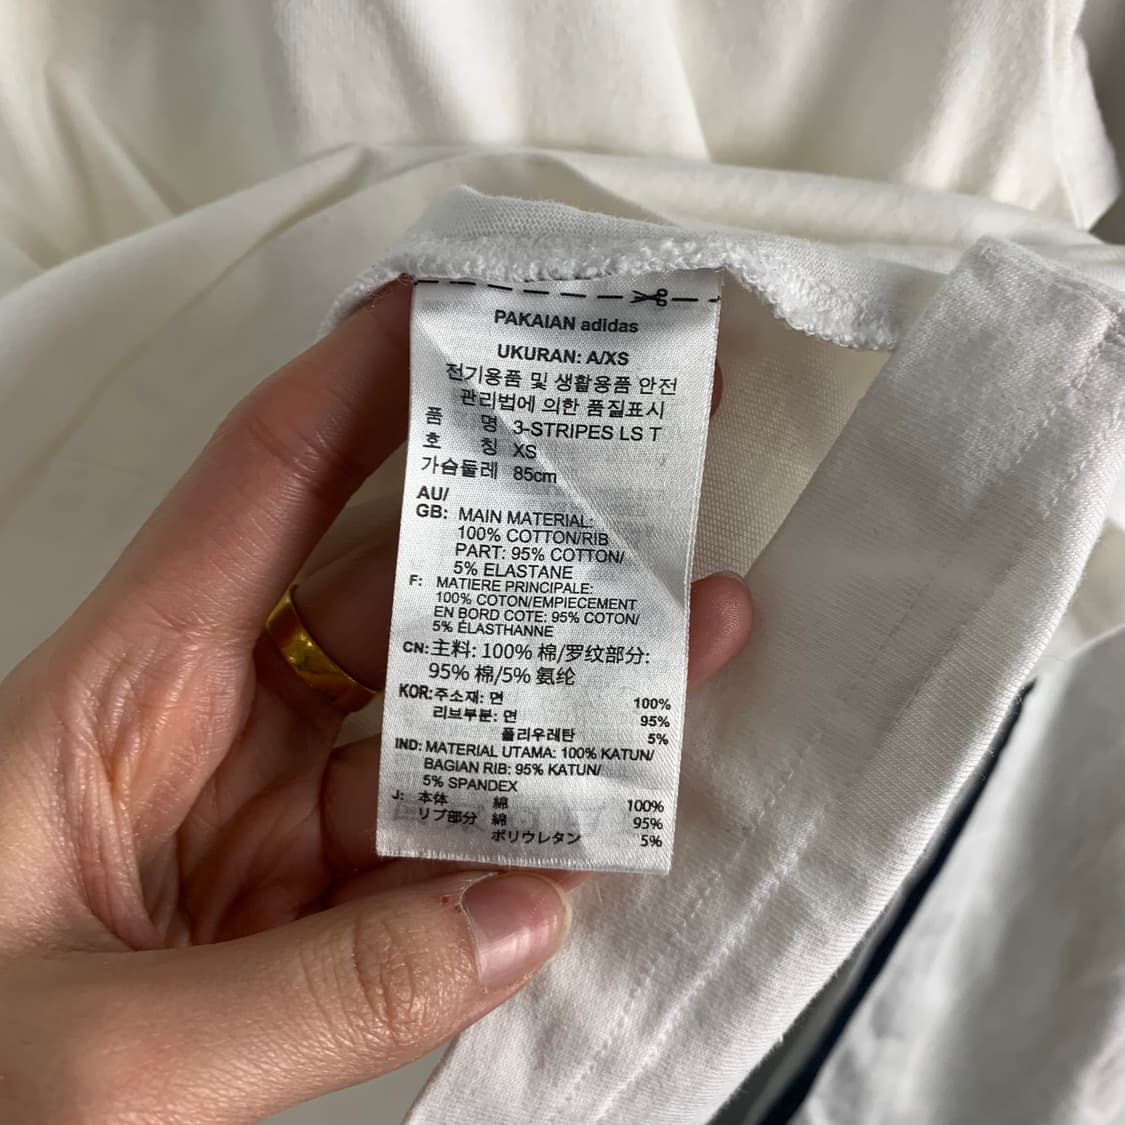 PAKAIAN adidas
UKURAN: A/XS
전기용품 및 생활용품 안전
관리법에 의한 품질표시
품 명 3-STRIPES LS T
호 칭 XS
가슴둘레 85cm
AU/
GB: MAIN MATERIAL:
100% COTTON/RIB
PART: 95% COTTON/
5% ELASTANE
F: MATIERE PRINCIPALE:
100% COTON/EMPIECEMENT
EN BORD COTE: 95% COTON/
5% ÉLASTHANNE
CN: 主料: 100% 棉/罗纹部分:
95% 棉/5% 氨纶
KOR: 주소재: 면 100%
리브부분: 면 95%
폴리우레탄 5%
IND: MATERIAL UTAMA: 100% KATUN/
BAGIAN RIB: 95% KATUN/
5% SPANDEX
J: 本体 綿 100%
リブ部分 綿 95%
ポリウレタン 5%